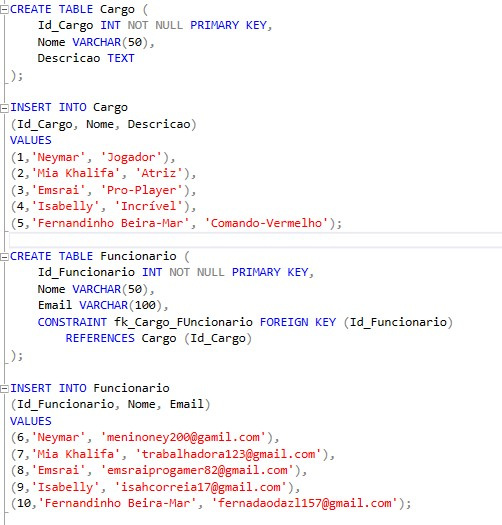 CREATE TABLE Cargo (
Id_Cargo INT NOT NULL PRIMARY KEY,
Nome VARCHAR(50),
Descricao TEXT
);
INSERT INTO Cargo
(Id_Cargo, Nome, Descricao)
VALUES
(1,'Neymar', 'Jogador'),
(2,'Mia Khalifa', 'Atriz'),
(3,'Emsrai', 'Pro-Player'),
(4,'Isabelly', 'Incrível'),
(5,'Fernandinho Beira-Mar', 'Comando-Vermelho');
CREATE TABLE Funcionario (
Id_Funcionario INT NOT NULL PRIMARY KEY,
Nome VARCHAR(50),
Email VARCHAR(100),
CONSTRAINT fk_Cargo_FUncionario FOREIGN KEY (Id_Funcionario)
REFERENCES Cargo (Id_Cargo)
);
INSERT INTO Funcionario
(Id_Funcionario, Nome, Email)
VALUES
(6,'Neymar', 'meninoney200@gamil.com'),
(7,'Mia Khalifa', 'trabalhadora123@gmail.com'),
(8,'Emsrai', 'emsraiprogamer82@gmail.com'),
(9,'Isabelly', 'isahcorreia17@gmail.com'),
(10,'Fernandinho Beira-Mar', 'fernadaodazl157@gmail.com');